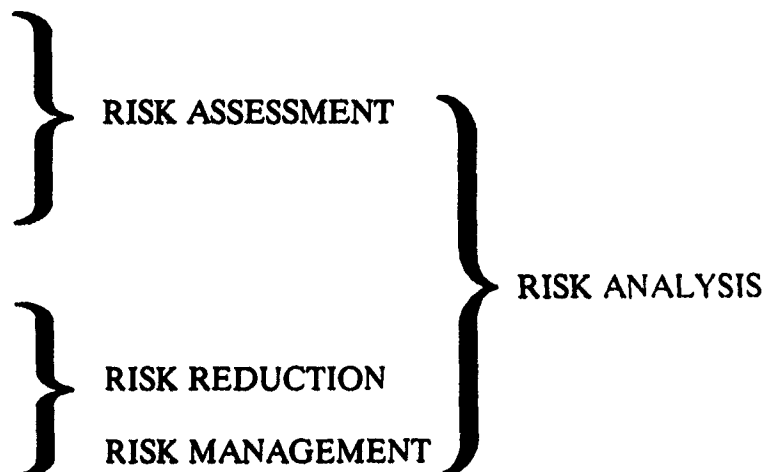 RISK ASSESSMENT
RISK ANALYSIS
RISK REDUCTION
RISK MANAGEMENT